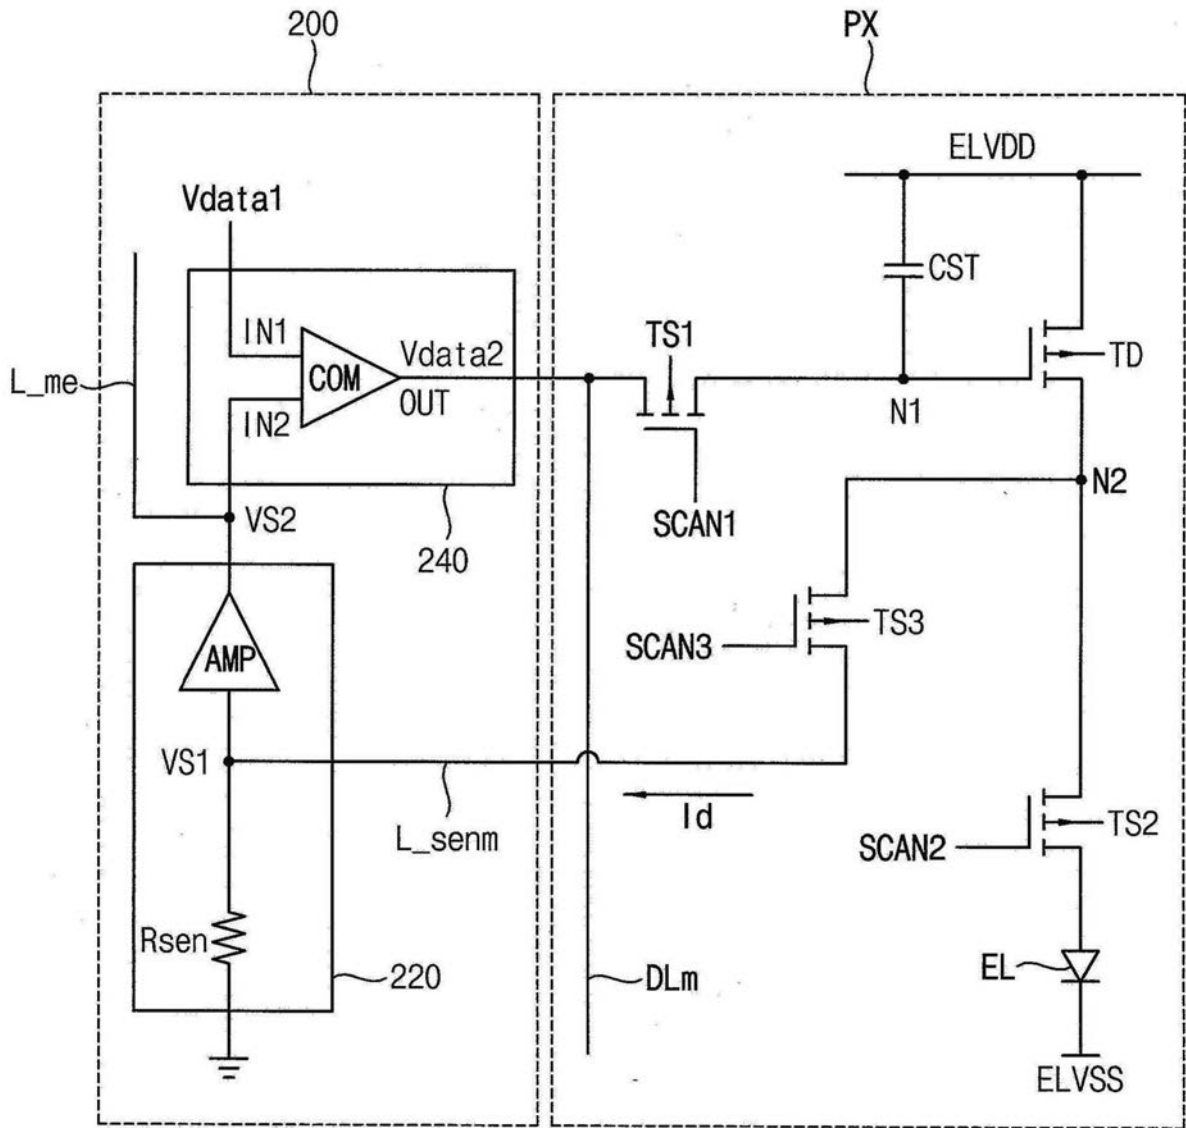 200
PX
ELVDD
Vdata1
CST
IN1
TS1
COM
Vdata2
TD
L_me
OUT
N1
IN2
N2
VS2
SCAN1
240
TS3
SCAN3
AMP
VS1
Id
TS2
L_senm
SCAN2
Rsen
EL
220
DLm
ELVSS